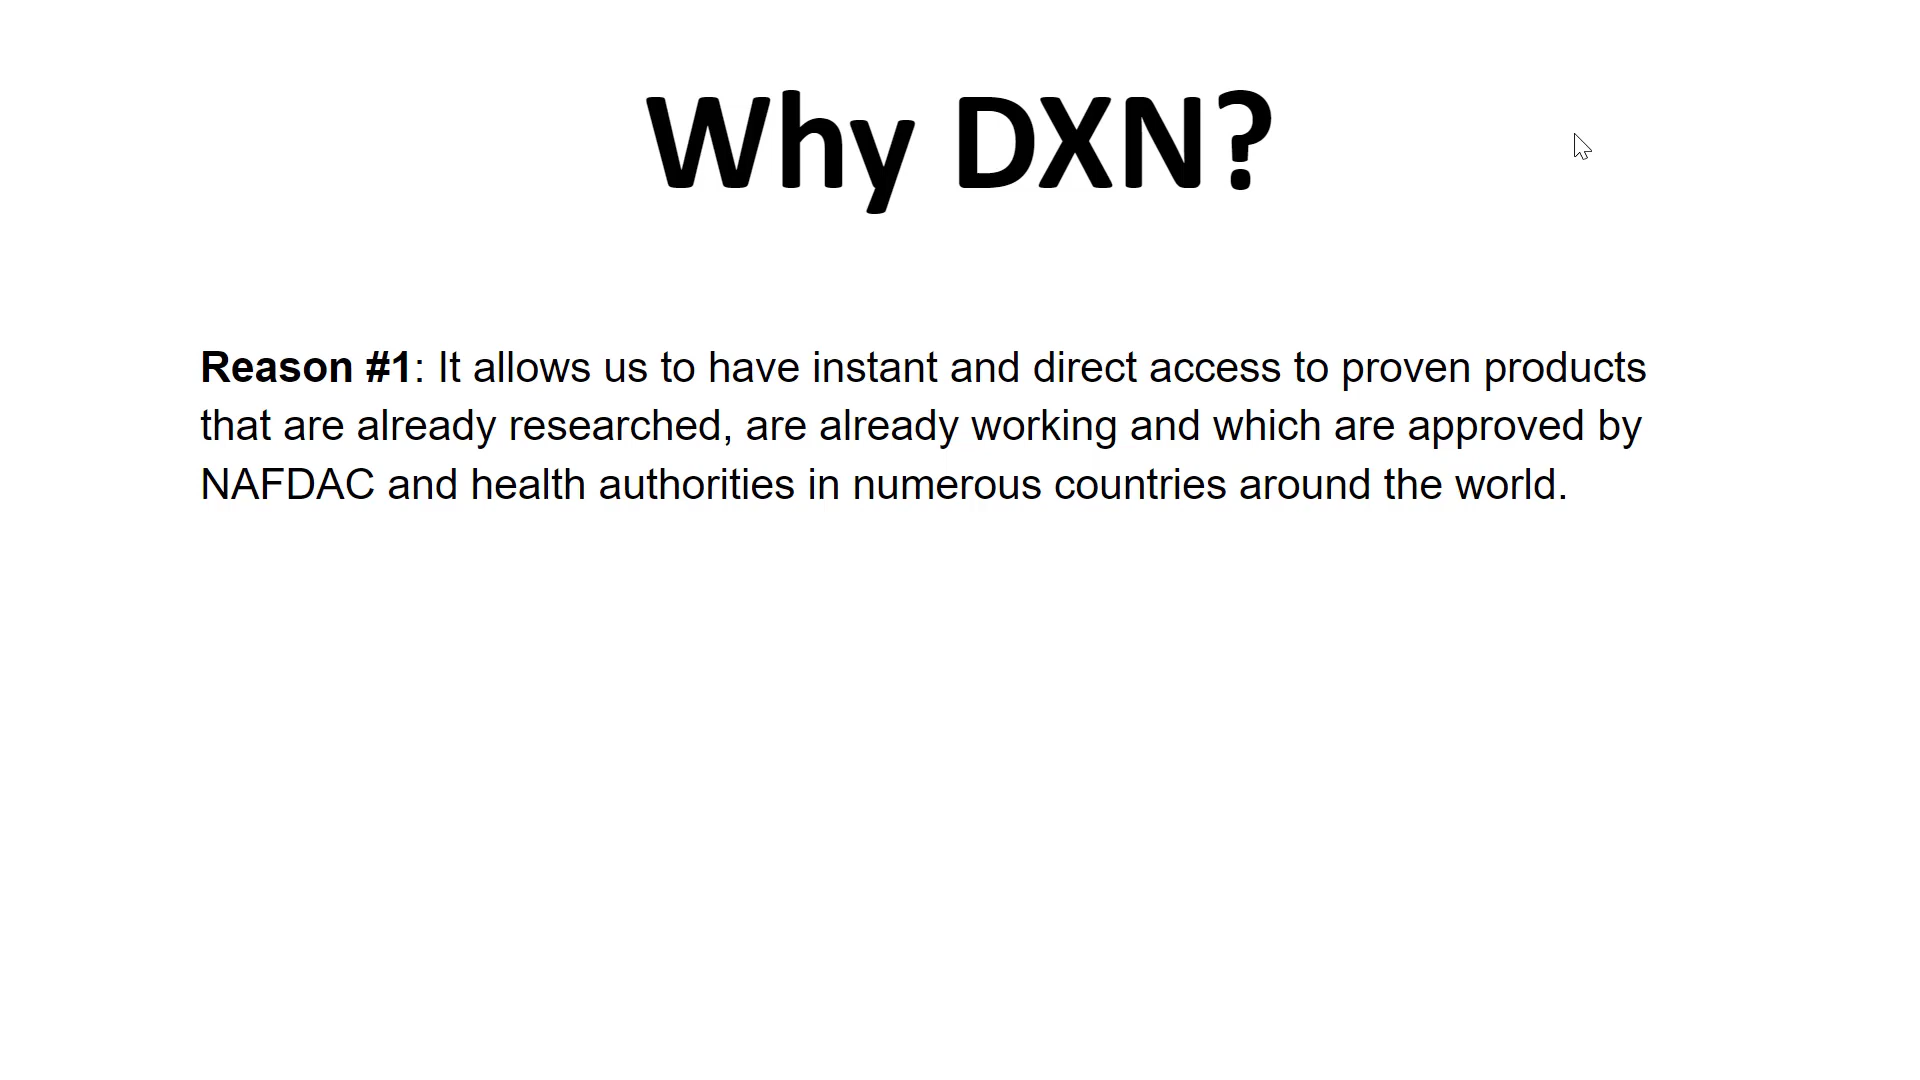 Why DXN?
Reason #1: It allows us to have instant and direct access to proven products
that are already researched, are already working and which are approved by
NAFDAC and health authorities in numerous countries around the world.